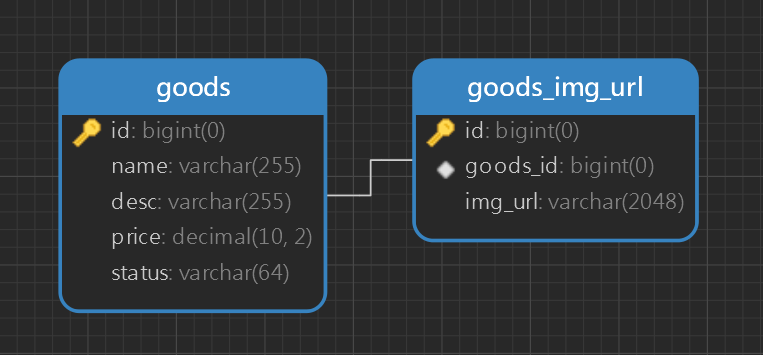 goods
id: bigint(0)
name: varchar(255)
desc: varchar(255)
price: decimal(10, 2)
status: varchar(64)
goods_img_url
id: bigint(0)
goods_id: bigint(0)
img_url: varchar(2048)